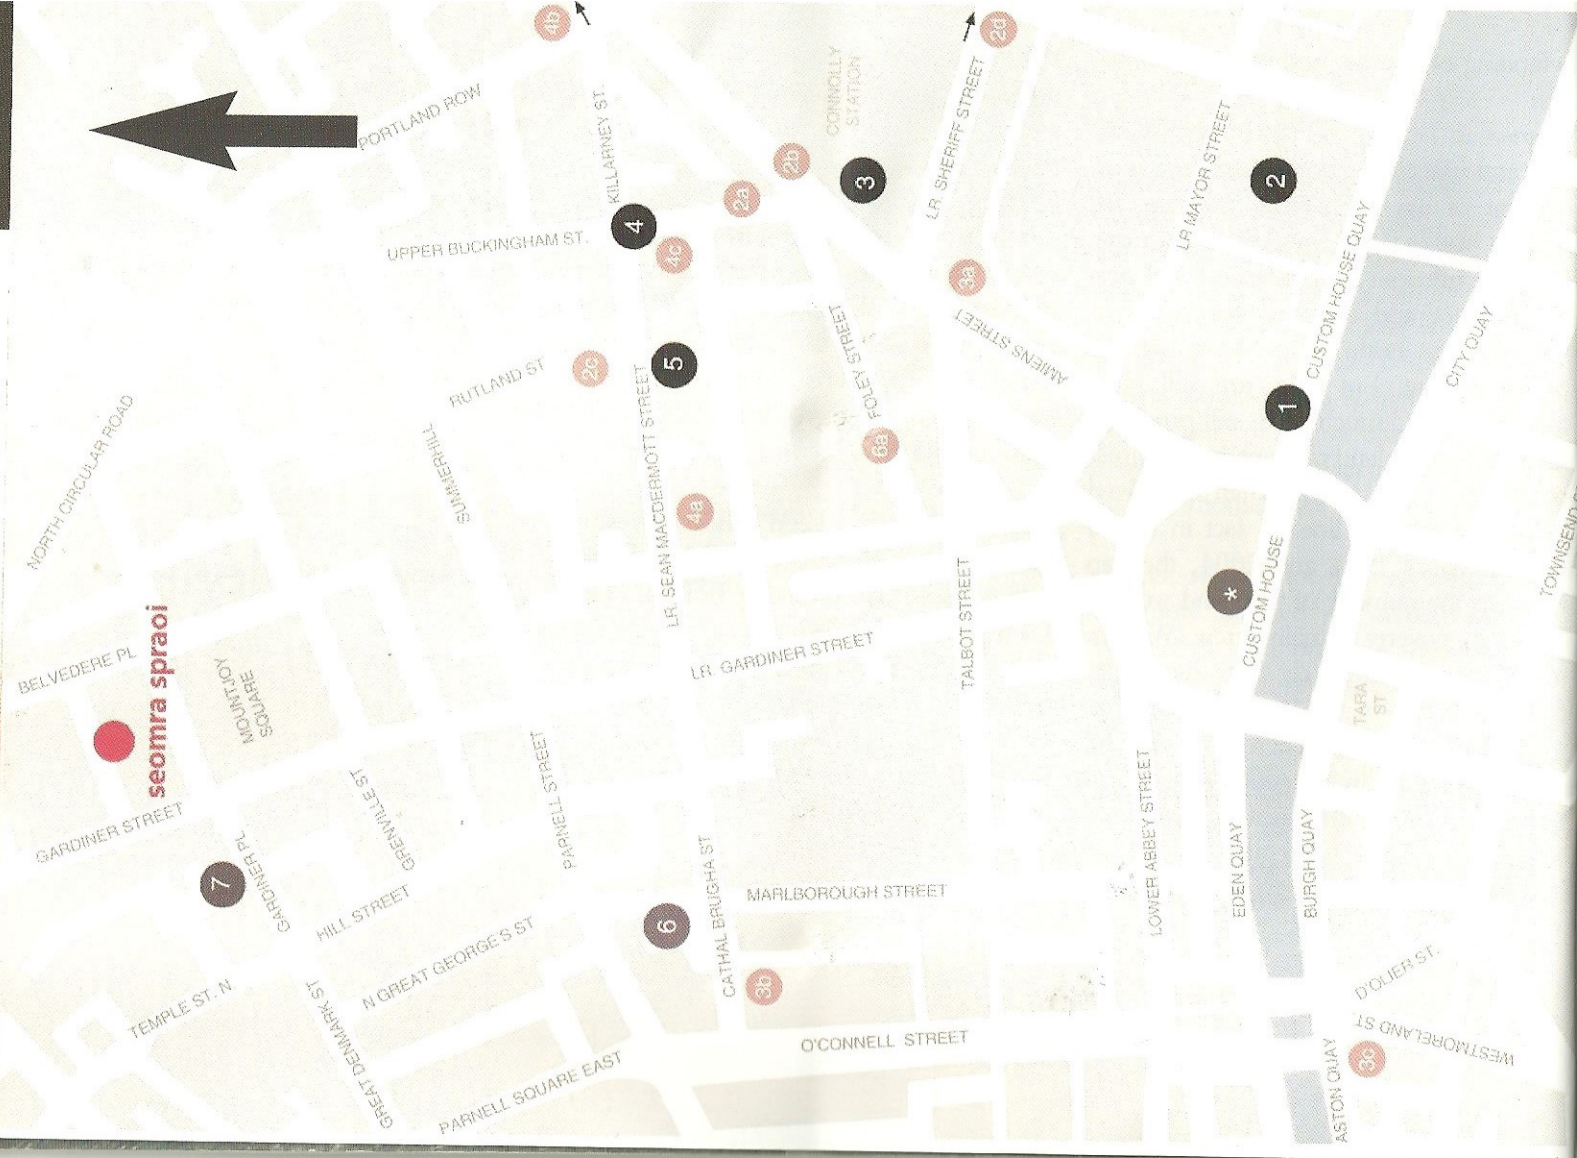 seomra spraoi
NORTH CIRCULAR ROAD
BELVEDERE PL
MOUNTJOY
SQUARE
GARDINER STREET
7
GARDINER PL
GRENVILLE ST
HILL STREET
TEMPLE ST. N
GREAT DENMARK ST
N GREAT GEORGE'S ST
PARNELL SQUARE EAST
PARNELL STREET
SUMMERHILL
RUTLAND ST
PORTLAND ROW
UPPER BUCKINGHAM ST.
KILLARNEY ST.
4b
4
4c
2c
5
LR. SEAN MACDERMOTT STREET
4a
2a
2b
CONNOLLY
STATION
3
LR. SHERIFF STREET
2d
3a
FOLEY STREET
6a
AMIENS STREET
LR. GARDINER STREET
TALBOT STREET
6
CATHAL BRUGHA ST
3b
MARLBOROUGH STREET
O'CONNELL STREET
LOWER ABBEY STREET
LR MAYOR STREET
2
CUSTOM HOUSE QUAY
1
*
CUSTOM HOUSE
EDEN QUAY
BURGH QUAY
CITY QUAY
TARA
ST
TOWNSEND
D'OLIER ST.
WESTMORELAND ST
3c
ASTON QUAY